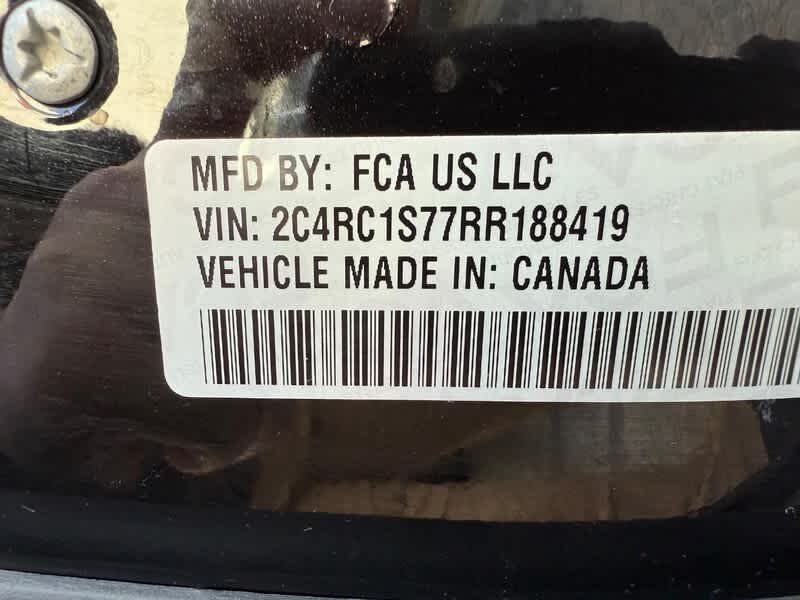 MFD BY: FCA US LLC
VIN: 2C4RC1S77RR188419
VEHICLE MADE IN: CANADA